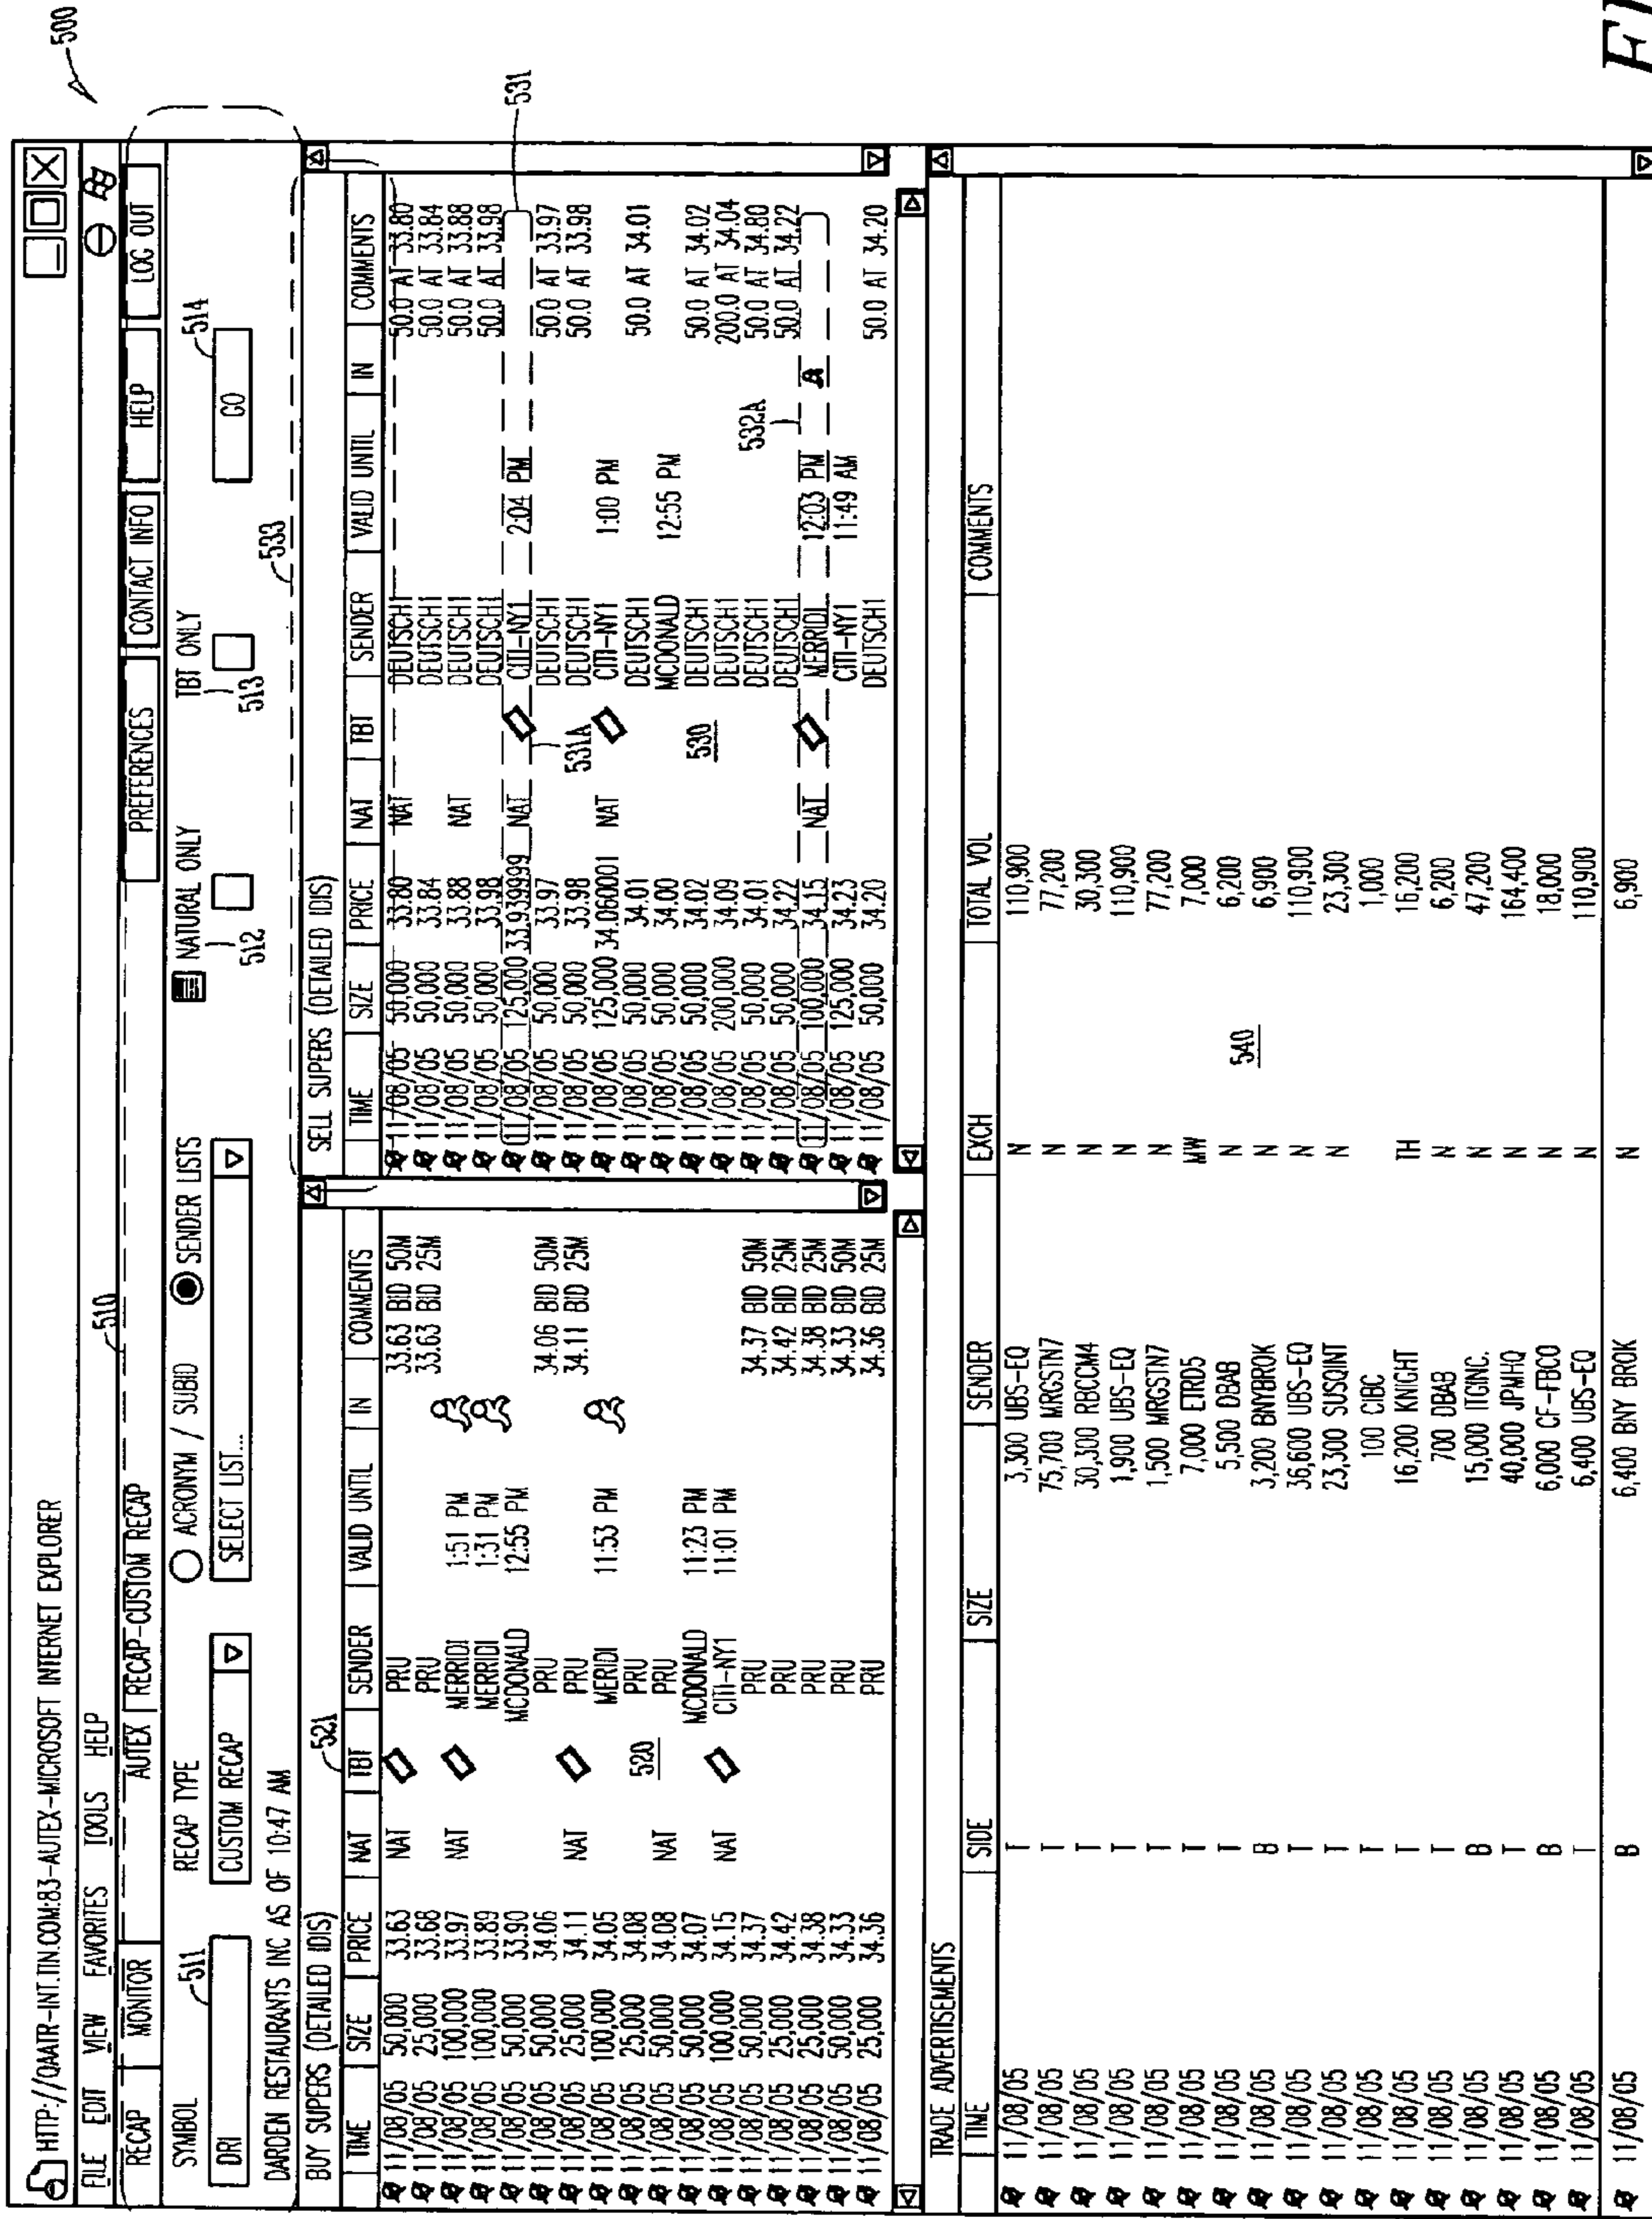 500
HTTP://QAATR-INT.TIN.COM:83-AUTEX-MICROSOFT INTERNET EXPLORER
FILE EDIT VIEW FAVORITES TOOLS HELP
510
RECAP MONITOR AUTEX RECAP-CUSTOM RECAP PREFERENCES CONTACT INFO HELP LOG OUT
SYMBOL 511 RECAP TYPE ACRONYM / SUBID SENDER LISTS NATURAL ONLY TBT ONLY 514
DRI CUSTOM RECAP SELECT LIST... 512 513 GO
DARDEN RESTAURANTS INC AS OF 10:47 AM 521 533
BUY SUPERS (DETAILED IDIS)
TIME SIZE PRICE NAT TBT SENDER VALID UNTIL IN COMMENTS
11/08/05 50,000 33.63 NAT PRU 33.63 BID 50M
11/08/05 25,000 33.68 PRU 33.63 BID 25M
11/08/05 100,000 33.97 NAT MERRIDI 1:51 PM
11/08/05 100,000 33.89 MERRIDI 1:31 PM
11/08/05 50,000 33.90 MCDONALD 12:55 PM
11/08/05 50,000 34.06 PRU 34.06 BID 50M
11/08/05 25,000 34.11 NAT PRU 34.11 BID 25M
11/08/05 100,000 34.05 MERIDI 11:53 PM
11/08/05 25,000 34.08 PRU
520
11/08/05 50,000 34.08 NAT PRU
11/08/05 50,000 34.07 MCDONALD 11:23 PM
11/08/05 100,000 34.15 NAT CITI-NY1 11:01 PM
11/08/05 50,000 34.37 PRU 34.37 BID 50M
11/08/05 25,000 34.42 PRU 34.42 BID 25M
11/08/05 25,000 34.38 PRU 34.38 BID 25M
11/08/05 50,000 34.33 PRU 34.33 BID 50M
11/08/05 25,000 34.36 PRU 34.36 BID 25M
SELL SUPERS (DETAILED IDIS)
TIME SIZE PRICE NAT TBT SENDER VALID UNTIL IN COMMENTS
11/08/05 50,000 33.80 NAT DEUTSCH1 50.0 AT 33.80
11/08/05 50,000 33.84 DEUTSCH1 50.0 AT 33.84
11/08/05 50,000 33.88 NAT DEUTSCH1 50.0 AT 33.88
11/08/05 50,000 33.98 DEUTSCH1 50.0 AT 33.98
11/08/05 125,000 33.939999 NAT CITI-NY1 2:04 PM
531
11/08/05 50,000 33.97 DEUTSCH1 50.0 AT 33.97
531A
11/08/05 50,000 33.98 DEUTSCH1 50.0 AT 33.98
11/08/05 125,000 34.060001 NAT CITI-NY1 1:00 PM
11/08/05 50,000 34.01 DEUTSCH1 50.0 AT 34.01
11/08/05 50,000 34.00 MCDONALD 12:55 PM
530
11/08/05 50,000 34.02 DEUTSCH1 50.0 AT 34.02
11/08/05 200,000 34.09 DEUTSCH1 200.0 AT 34.04
11/08/05 50,000 34.01 DEUTSCH1 50.0 AT 34.80
532A
11/08/05 50,000 34.22 DEUTSCH1 50.0 AT 34.22
11/08/05 100,000 34.15 NAT MERRIDI 12:03 PM
11/08/05 125,000 34.23 CITI-NY1 11:49 AM
11/08/05 50,000 34.20 DEUTSCH1 50.0 AT 34.20
TRADE ADVERTISEMENTS
TIME SIDE SIZE SENDER EXCH TOTAL VOL COMMENTS
11/08/05 T 3,300 UBS-EQ N 110,900
11/08/05 T 75,700 MRGSTN7 N 77,200
11/08/05 T 30,300 RBCCM4 N 30,300
11/08/05 T 1,900 UBS-EQ N 110,900
11/08/05 T 1,500 MRGSTN7 N 77,200
11/08/05 T 7,000 ETRD5 MW 7,000
11/08/05 T 5,500 DBAB N 6,200
540
11/08/05 B 3,200 BNYBROK N 6,900
11/08/05 T 36,600 UBS-EQ N 110,900
11/08/05 T 23,300 SUSQINT N 23,300
11/08/05 T 100 CIBC 1,000
11/08/05 T 16,200 KNIGHT TH 16,200
11/08/05 T 700 DBAB N 6,200
11/08/05 B 15,000 ITGINC. N 47,200
11/08/05 T 40,000 JPMHQ N 164,400
11/08/05 B 6,000 CF-FBCO N 18,000
11/08/05 T 6,400 UBS-EQ N 110,900
11/08/05 B 6,400 BNY BROK N 6,900